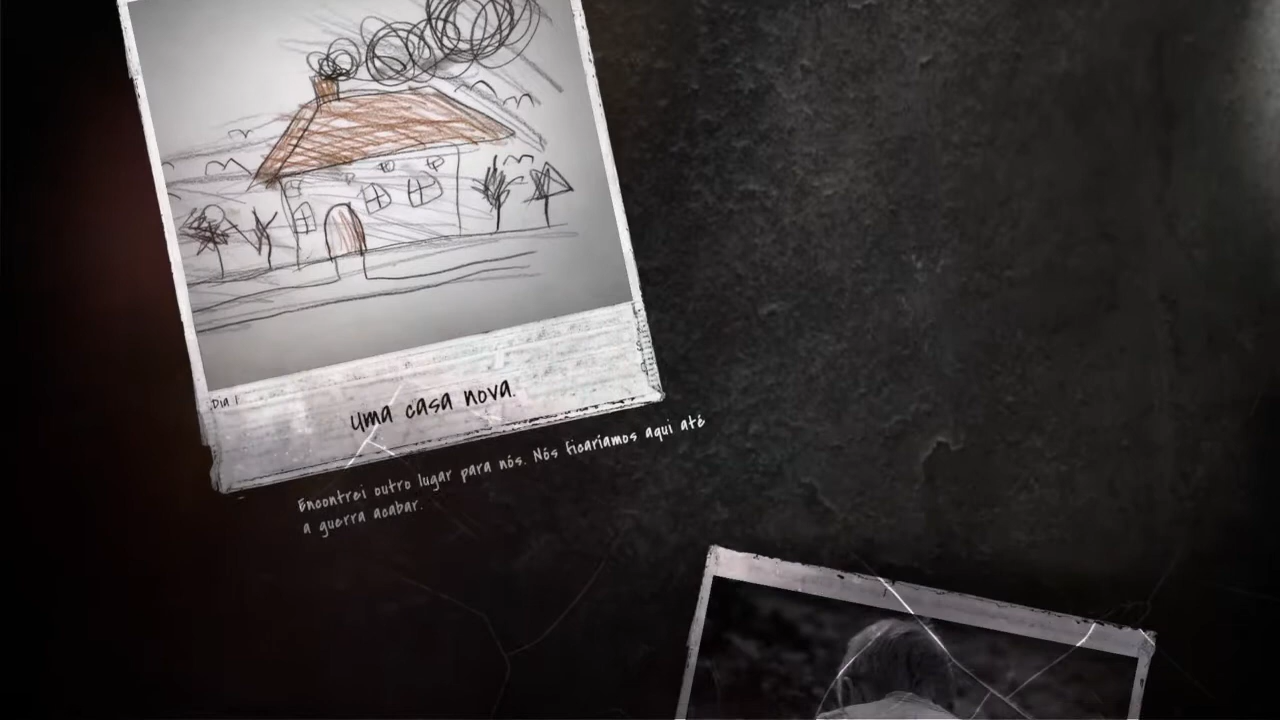 Dia 1
Uma casa nova.
Encontrei outro lugar para nós. Nós ficaríamos aqui até
a guerra acabar.